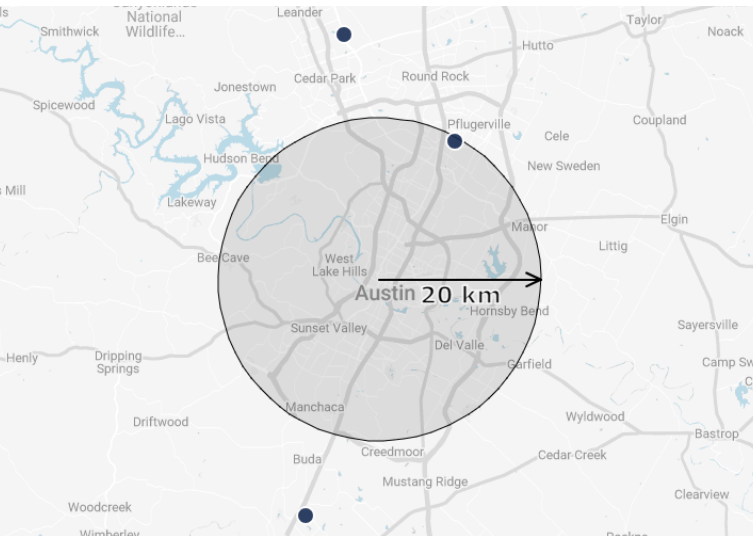 Leander
Taylor
Smithwick
National
Wildlife...
Noack
Hutto
Cedar Park
Round Rock
Jonestown
Spicewood
Lago Vista
Pflugerville
Coupland
Cele
Hudson Bend
New Sweden
Mill
Lakeway
Elgin
Manor
Littig
Bee Cave
West
Lake Hills
Austin
20 km
Hornsby Bend
Sunset Valley
Sayersville
Del Valle
Henly
Dripping
Springs
Garfield
Camp Sw
Manchaca
Wyldwood
Driftwood
Bastrop
Creedmoor
Buda
Cedar Creek
Mustang Ridge
Clearview
Woodcreek
Wimberley